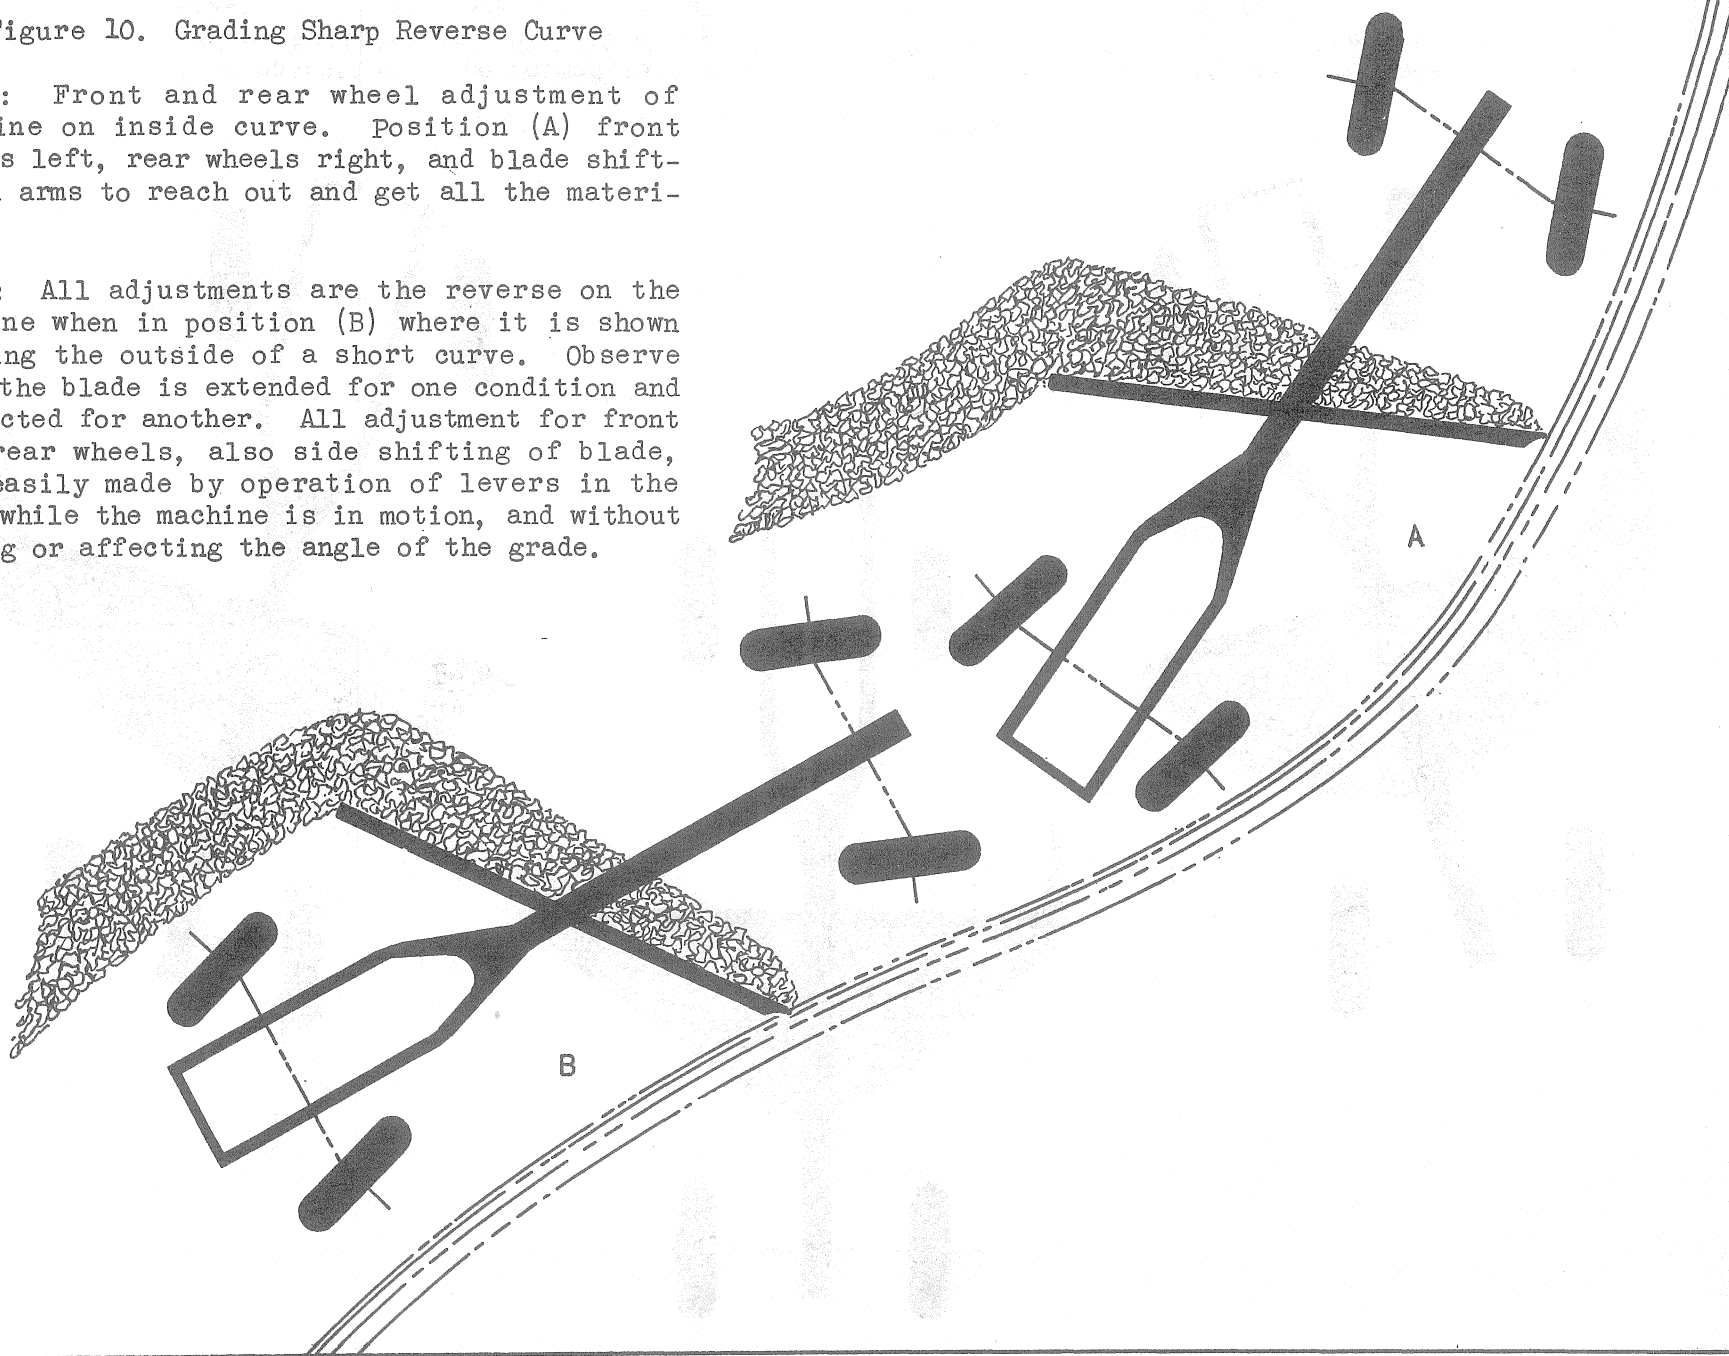 igure 10. Grading Sharp Reverse Curve
: Front and rear wheel adjustment of
ine on inside curve. Position (A) front
s left, rear wheels right, and blade shift-
arms to reach out and get all the materi-
: All adjustments are the reverse on the
ne when in position (B) where it is shown
ng the outside of a short curve. Observe
the blade is extended for one condition and
cted for another. All adjustment for front
rear wheels, also side shifting of blade,
easily made by operation of levers in the
while the machine is in motion, and without
g or affecting the angle of the grade.
A
B